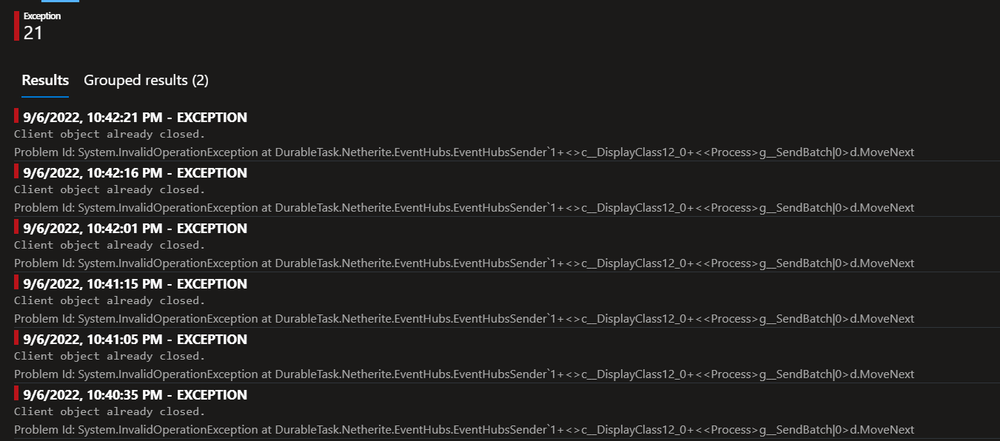 Exception
21
Results Grouped results (2)
9/6/2022, 10:42:21 PM - EXCEPTION
Client object already closed.
Problem Id: System.InvalidOperationException at DurableTask.Netherite.EventHubs.EventHubsSender`1+<>c__DisplayClass12_0+<<Process>g__SendBatch|0>d.MoveNext
9/6/2022, 10:42:16 PM - EXCEPTION
Client object already closed.
Problem Id: System.InvalidOperationException at DurableTask.Netherite.EventHubs.EventHubsSender`1+<>c__DisplayClass12_0+<<Process>g__SendBatch|0>d.MoveNext
9/6/2022, 10:42:01 PM - EXCEPTION
Client object already closed.
Problem Id: System.InvalidOperationException at DurableTask.Netherite.EventHubs.EventHubsSender`1+<>c__DisplayClass12_0+<<Process>g__SendBatch|0>d.MoveNext
9/6/2022, 10:41:15 PM - EXCEPTION
Client object already closed.
Problem Id: System.InvalidOperationException at DurableTask.Netherite.EventHubs.EventHubsSender`1+<>c__DisplayClass12_0+<<Process>g__SendBatch|0>d.MoveNext
9/6/2022, 10:41:05 PM - EXCEPTION
Client object already closed.
Problem Id: System.InvalidOperationException at DurableTask.Netherite.EventHubs.EventHubsSender`1+<>c__DisplayClass12_0+<<Process>g__SendBatch|0>d.MoveNext
9/6/2022, 10:40:35 PM - EXCEPTION
Client object already closed.
Problem Id: System.InvalidOperationException at DurableTask.Netherite.EventHubs.EventHubsSender`1+<>c__DisplayClass12_0+<<Process>g__SendBatch|0>d.MoveNext